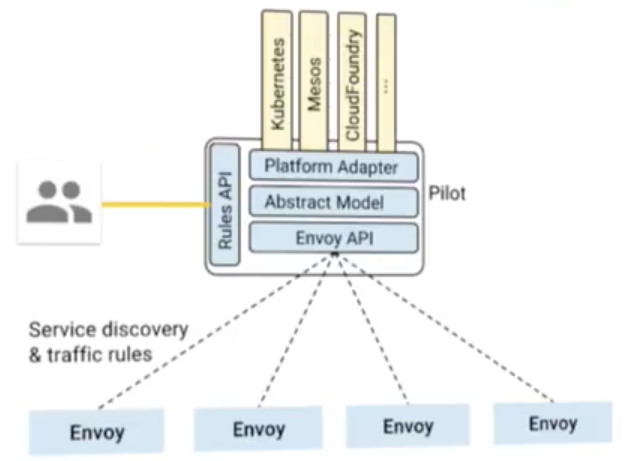 Kubernetes
Mesos
CloudFoundry
...
Platform Adapter
Rules API
Abstract Model
Pilot
Envoy API
Service discovery
& traffic rules
Envoy
Envoy
Envoy
Envoy